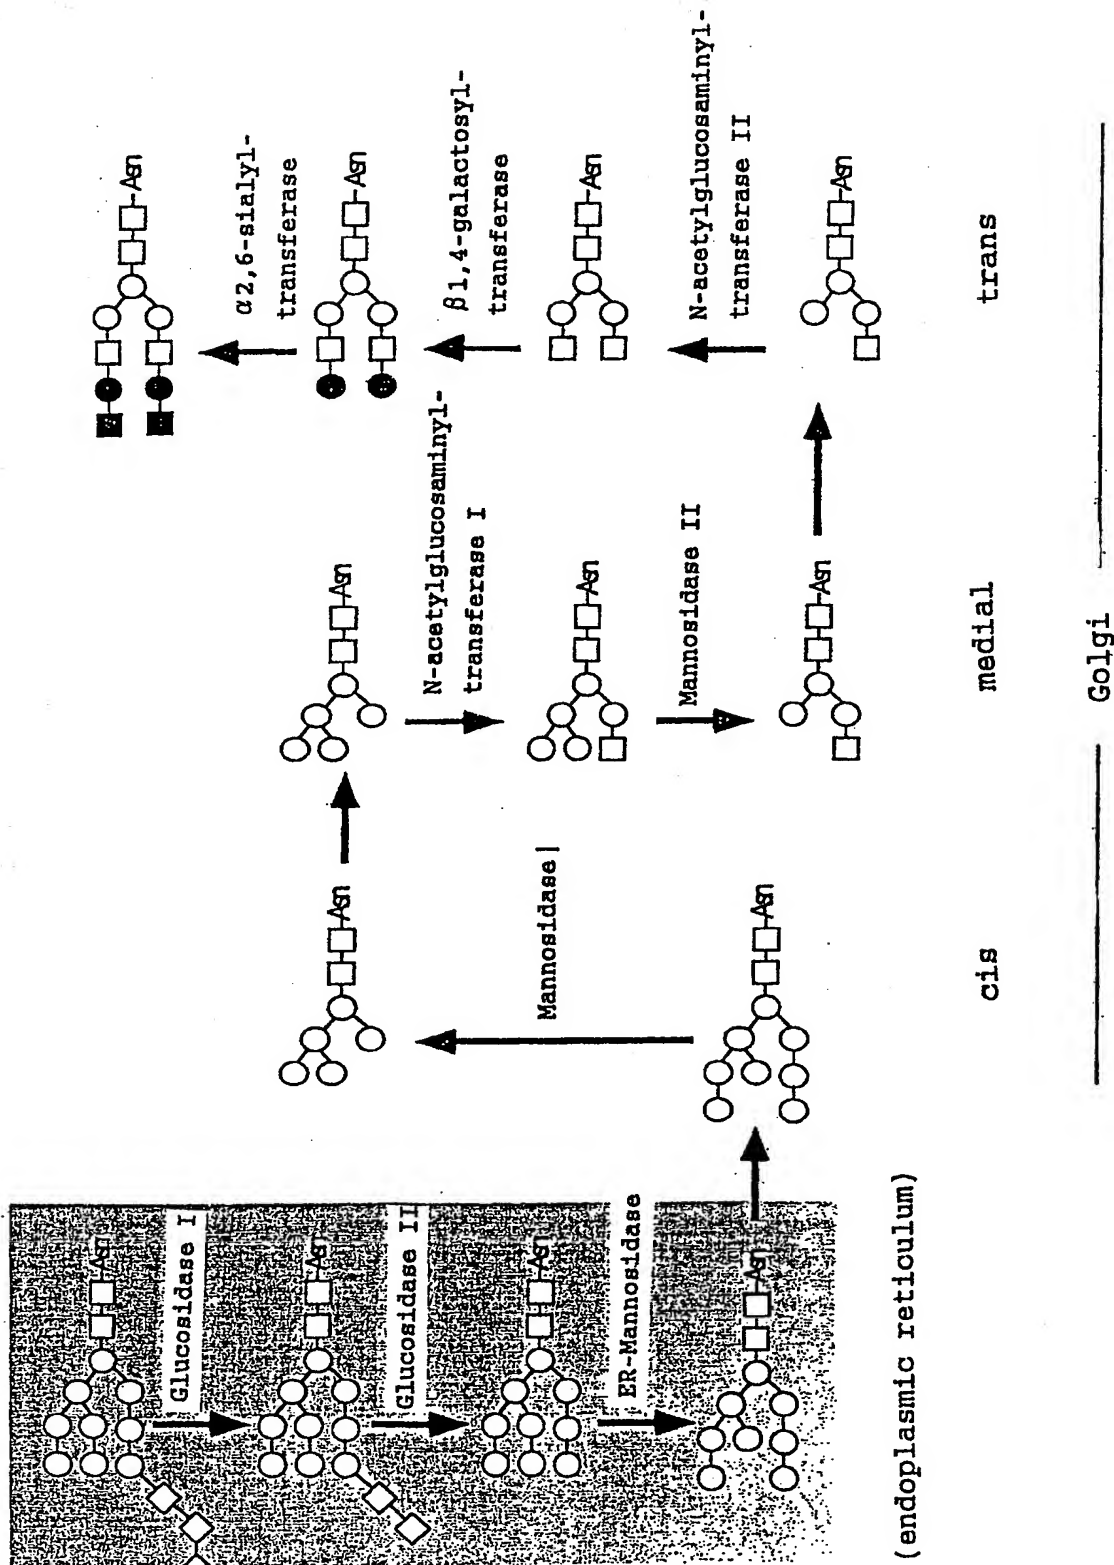 Asn
Glucosidase I
Asn
Glucosidase II
Asn
ER-Mannosidase
Asn
(endoplasmic reticulum)
Asn
Mannosidase I
Asn
cis
Asn
N-acetylglucosaminyl-
transferase I
Asn
Mannosidase II
Asn
medial
Asn
N-acetylglucosaminyl-
transferase II
Asn
β1,4-galactosyl-
transferase
Asn
α2,6-sialyl-
transferase
Asn
trans
Golgi